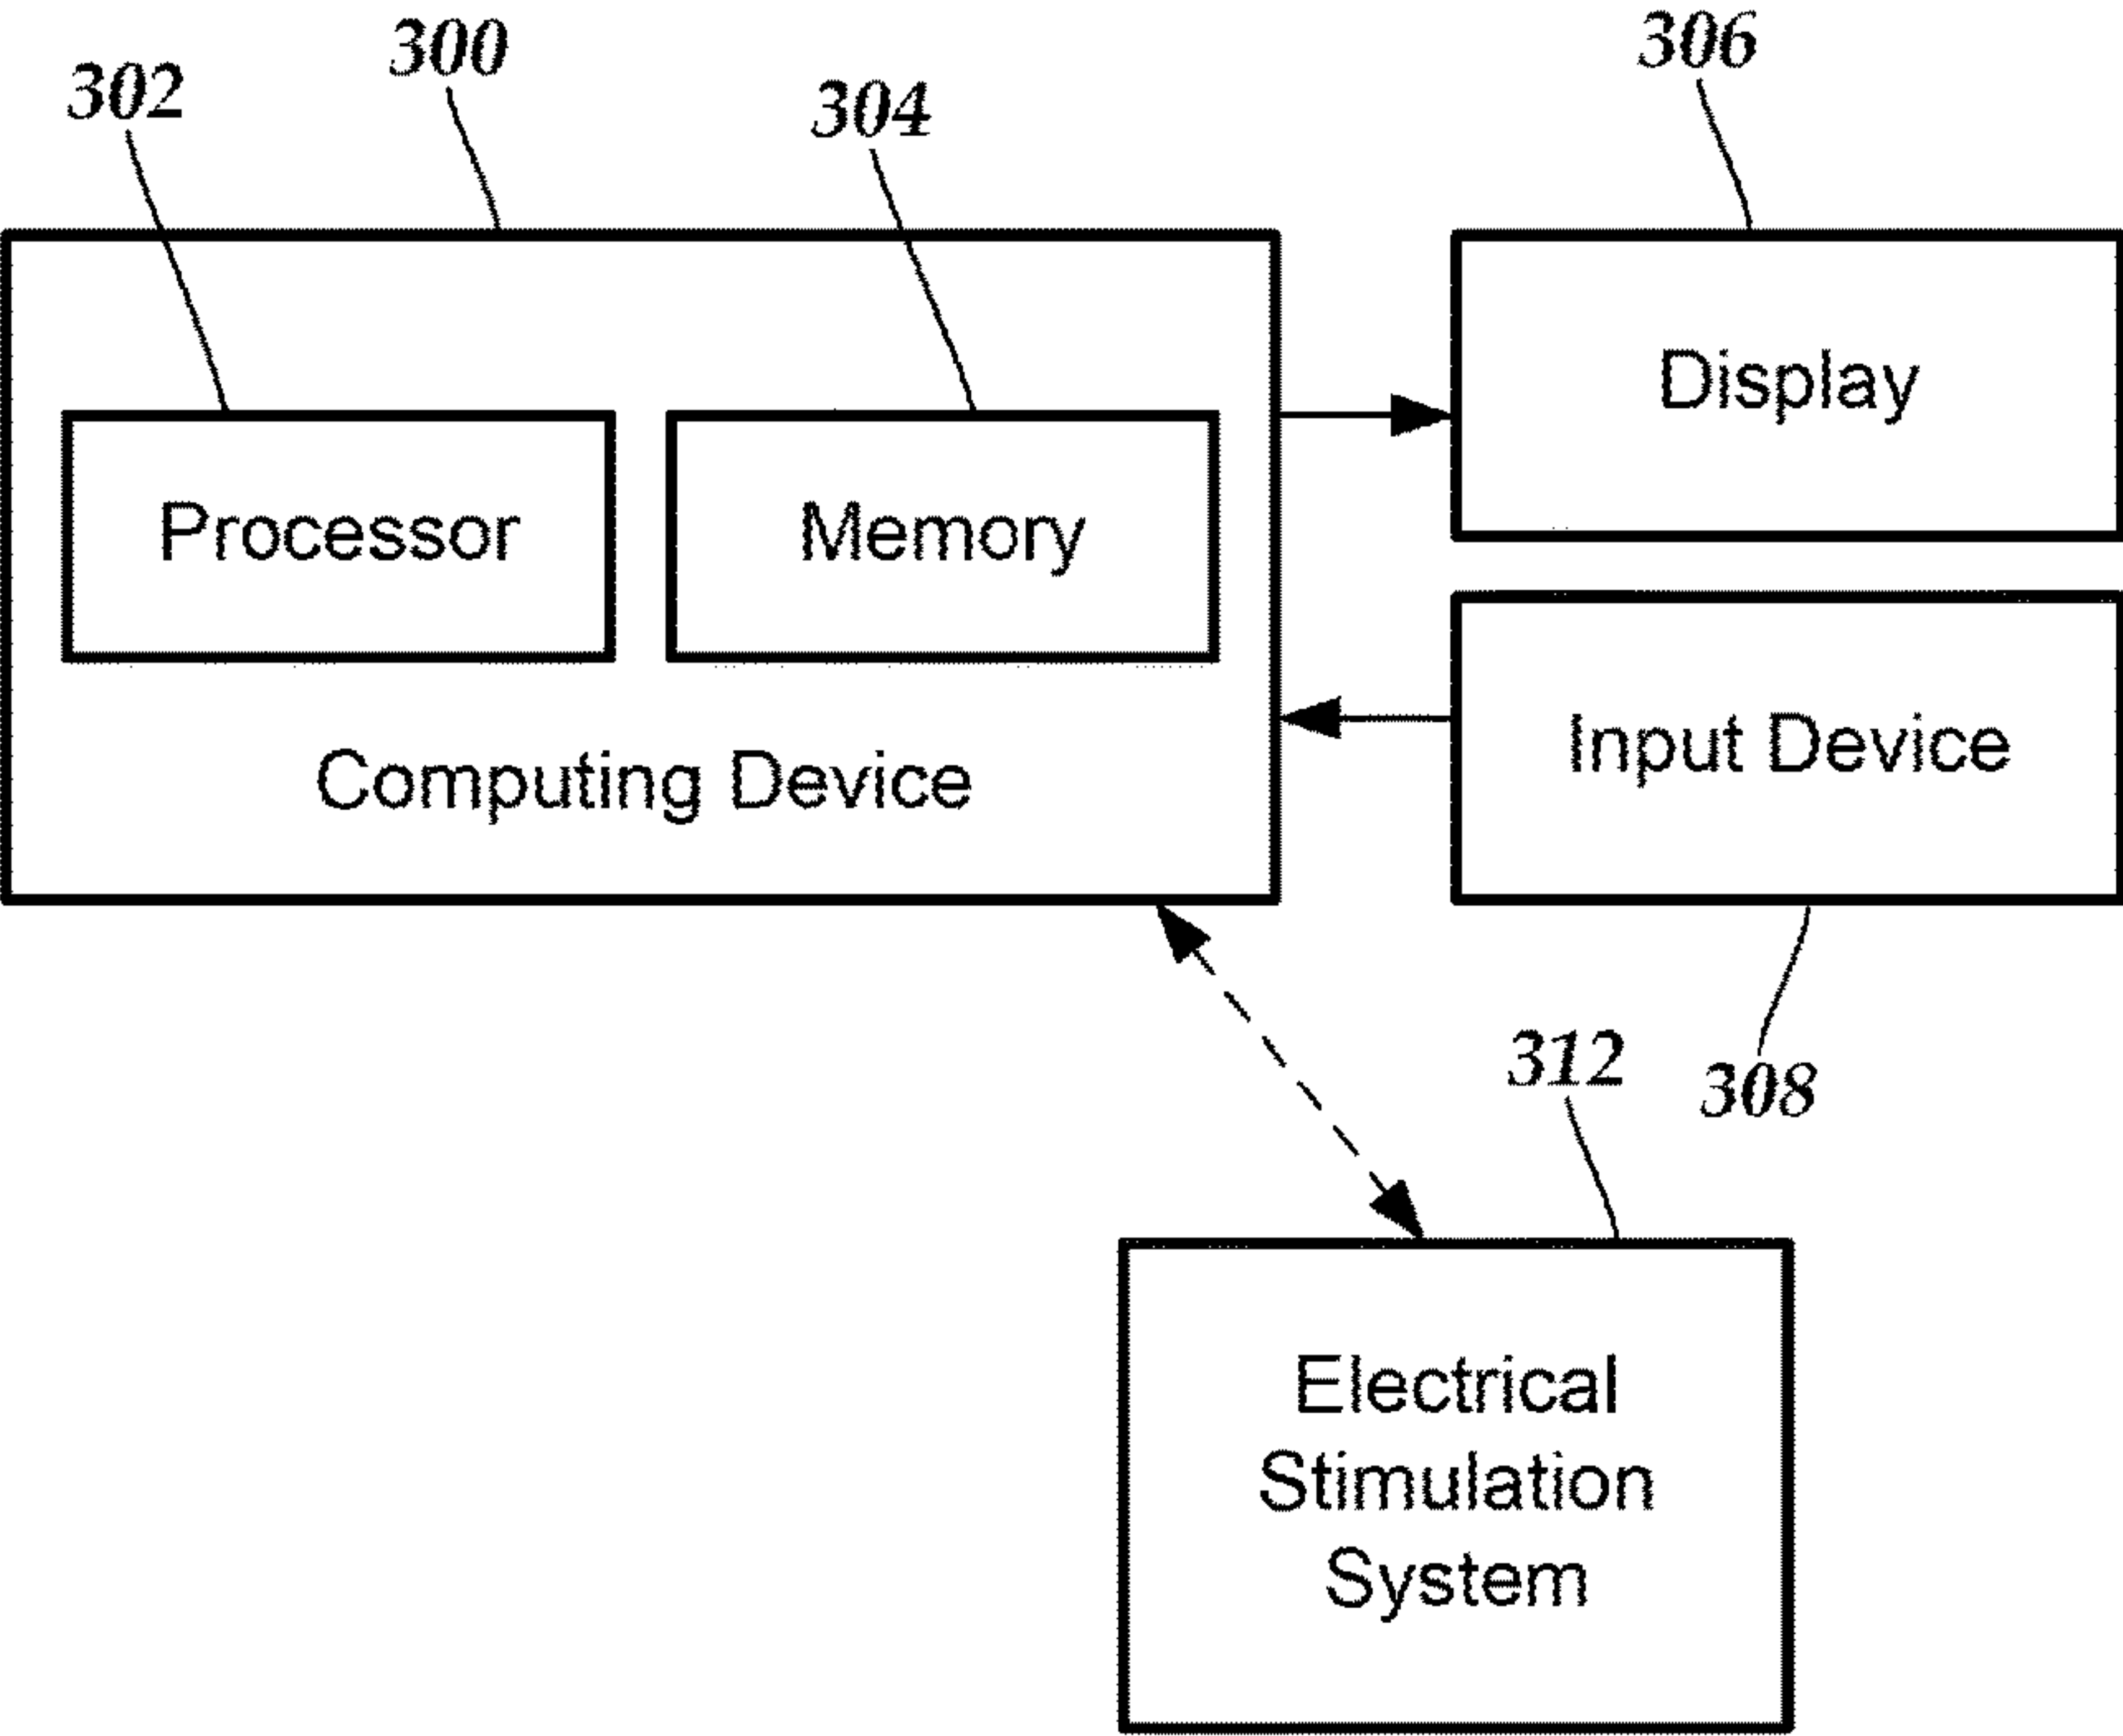 300
306
302
304
Display
Processor
Memory
Input Device
Computing Device
312
308
Electrical
Stimulation
System